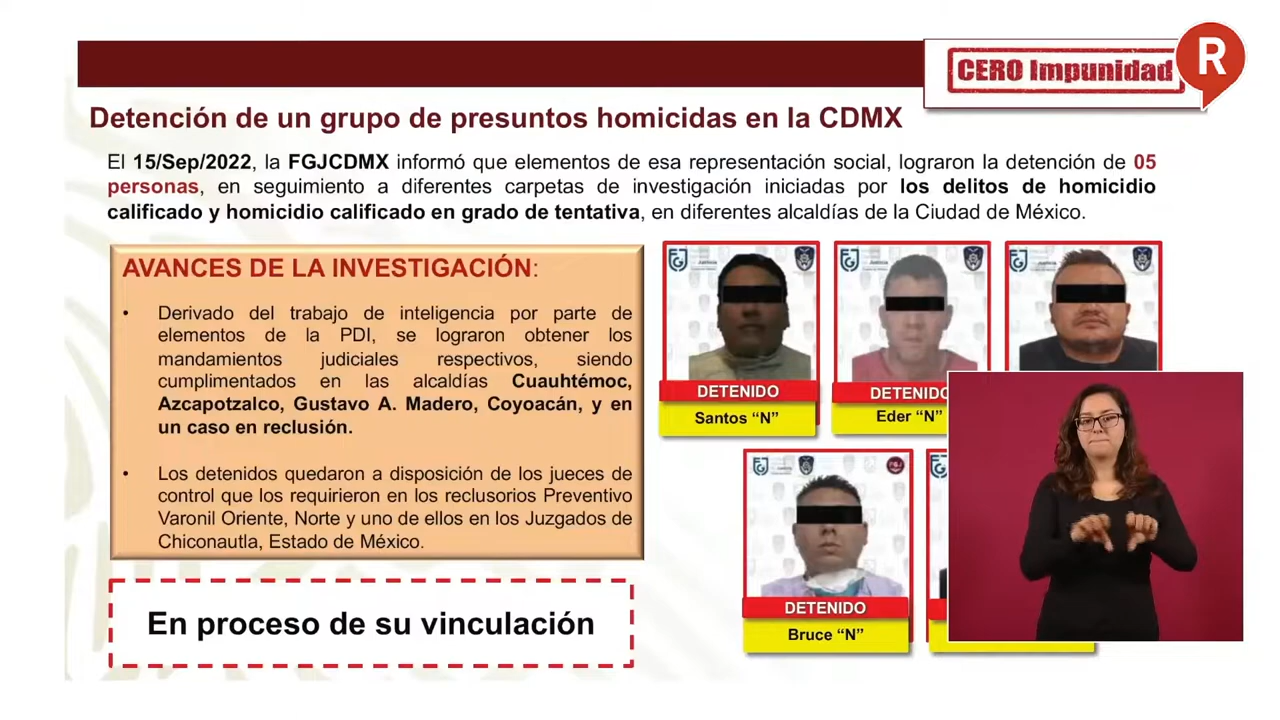 CERO Impunidad
R
Detención de un grupo de presuntos homicidas en la CDMX
El 15/Sep/2022, la FGJCDMX informó que elementos de esa representación social, lograron la detención de 05
personas, en seguimiento a diferentes carpetas de investigación iniciadas por los delitos de homicidio
calificado y homicidio calificado en grado de tentativa, en diferentes alcaldías de la Ciudad de México.
AVANCES DE LA INVESTIGACIÓN:
• Derivado del trabajo de inteligencia por parte de
elementos de la PDI, se lograron obtener los
mandamientos judiciales respectivos, siendo
cumplimentados en las alcaldías Cuauhtémoc,
Azcapotzalco, Gustavo A. Madero, Coyoacán, y en
un caso en reclusión.
• Los detenidos quedaron a disposición de los jueces de
control que los requirieron en los reclusorios Preventivo
Varonil Oriente, Norte y uno de ellos en los Juzgados de
Chiconautla, Estado de México.
En proceso de su vinculación
DETENIDO
Santos “N”
DETENIDO
Eder “N”
DETENIDO
Bruce “N”